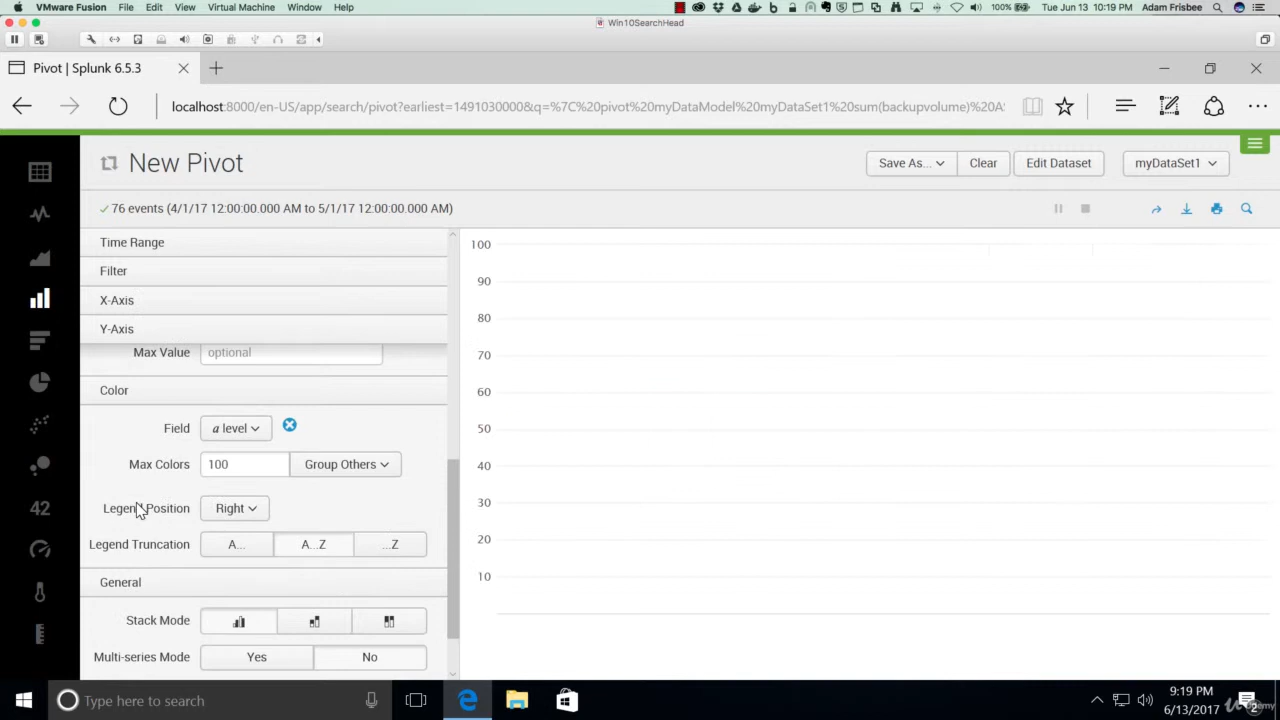 VMware Fusion File Edit View Virtual Machine Window Help 100% Tue Jun 13 10:19 PM Adam Frisbee
Win10SearchHead
Pivot | Splunk 6.5.3
localhost:8000/en-US/app/search/pivot?earliest=1491030000&q=%7C%20pivot%20myDataModel%20myDataSet1%20sum(backupvolume)%20A
New Pivot
Save As... Clear Edit Dataset myDataSet1
76 events (4/1/17 12:00:00.000 AM to 5/1/17 12:00:00.000 AM)
Time Range
Filter
X-Axis
Y-Axis
Max Value optional
Color
Field a level
Max Colors 100 Group Others
Legend Position Right
Legend Truncation A... A...Z ...Z
General
Stack Mode
Multi-series Mode Yes No
42
100
90
80
70
60
50
40
30
20
10
Type here to search
9:19 PM
6/13/2017
2
udemy